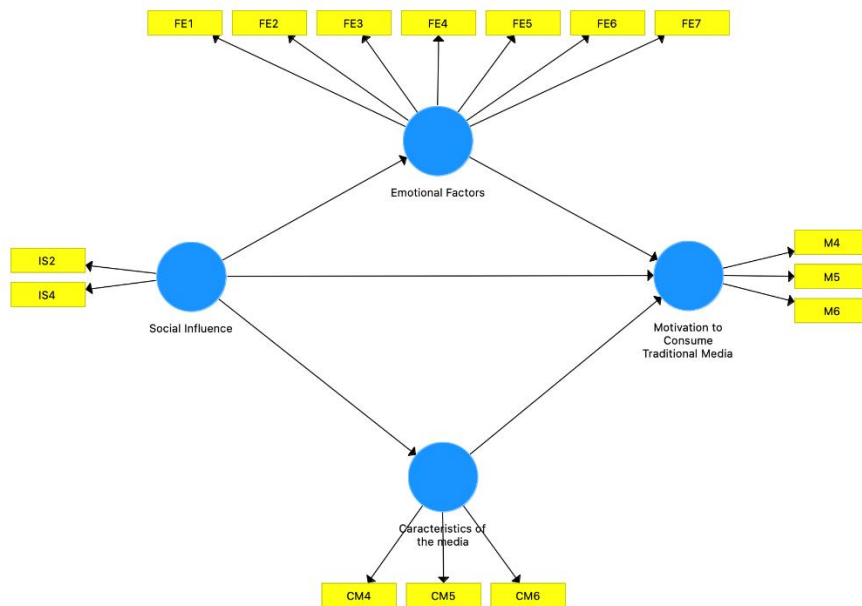 FE1 FE2 FE3 FE4 FE5 FE6 FE7
Emotional Factors
IS2
IS4
Social Influence
M4
M5
M6
Motivation to
Consume
Traditional Media
Caracteristics of
the media
CM4 CM5 CM6